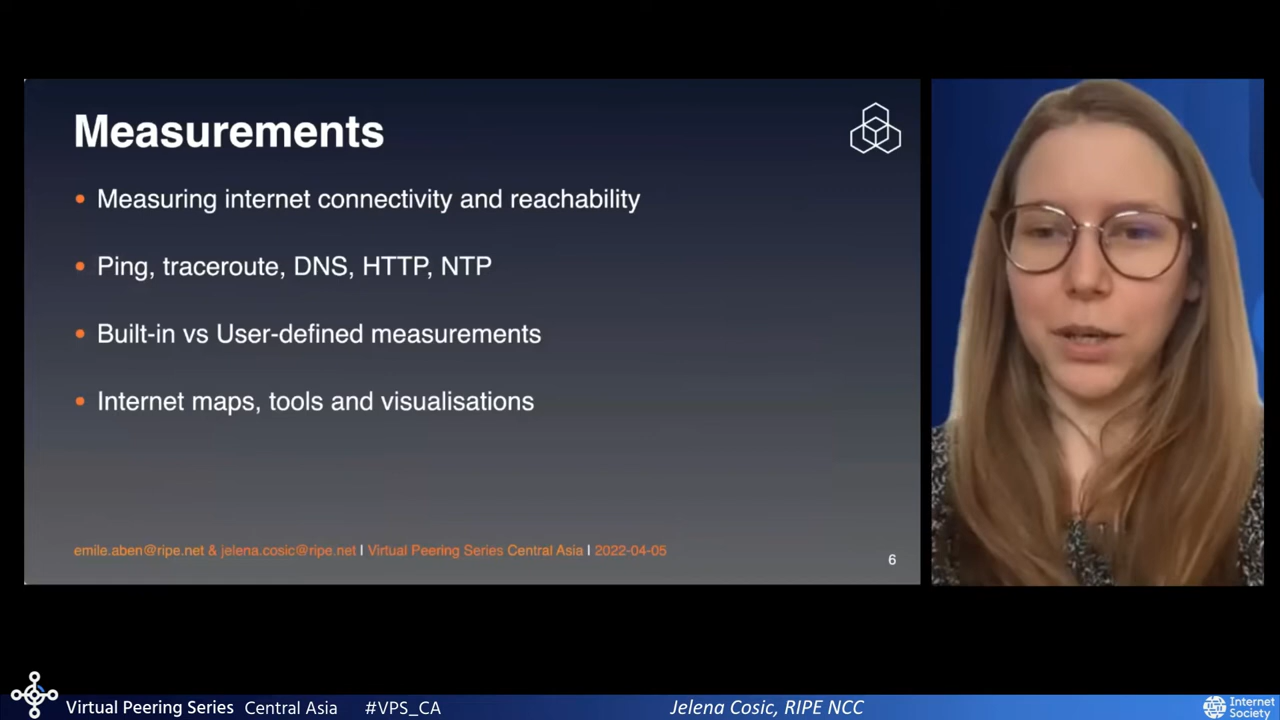 Measurements
• Measuring internet connectivity and reachability
• Ping, traceroute, DNS, HTTP, NTP
• Built-in vs User-defined measurements
• Internet maps, tools and visualisations
emile.aben@ripe.net & jelena.cosic@ripe.net | Virtual Peering Series Central Asia | 2022-04-05
6
Virtual Peering Series Central Asia #VPS_CA
Jelena Cosic, RIPE NCC
Internet
Society